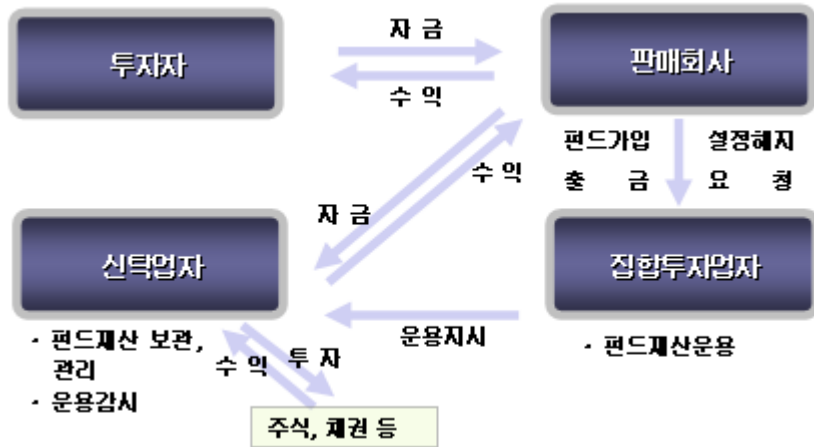 자 금
투자자
판매회사
수 익
펀드가입 설정해지
출 금 요 청
수 익
자 금
신탁업자
집합투자업자
· 펀드재산 보관,
관리
· 운용감시
운용지시
· 펀드재산운용
수 익
투 자
주식, 채권 등